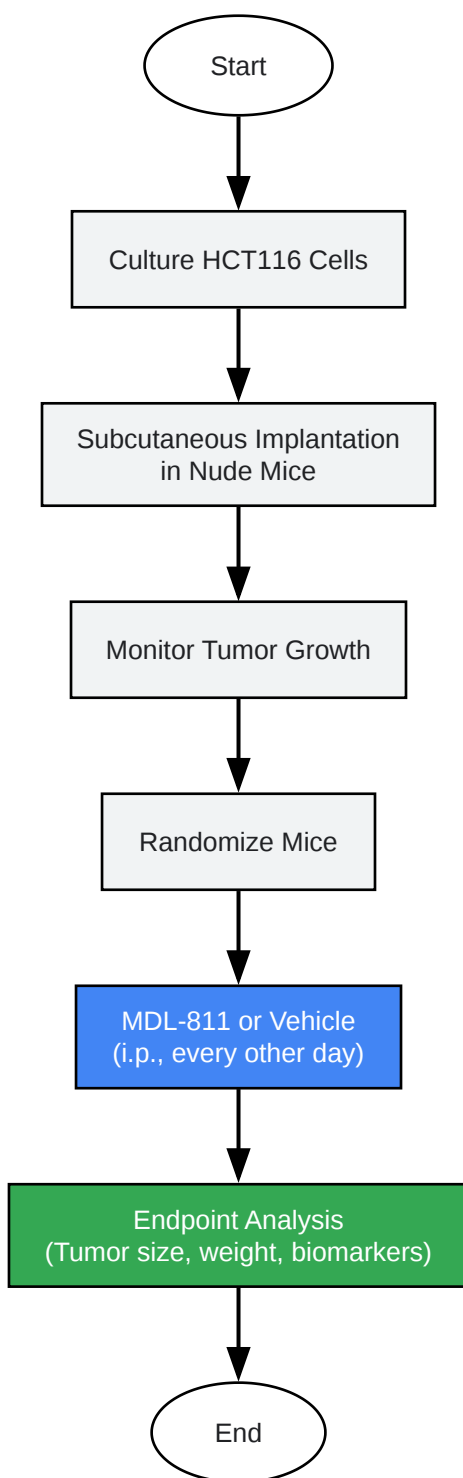 Start
Culture HCT116 Cells
Subcutaneous Implantation
in Nude Mice
Monitor Tumor Growth
Randomize Mice
MDL-811 or Vehicle
(i.p., every other day)
Endpoint Analysis
(Tumor size, weight, biomarkers)
End